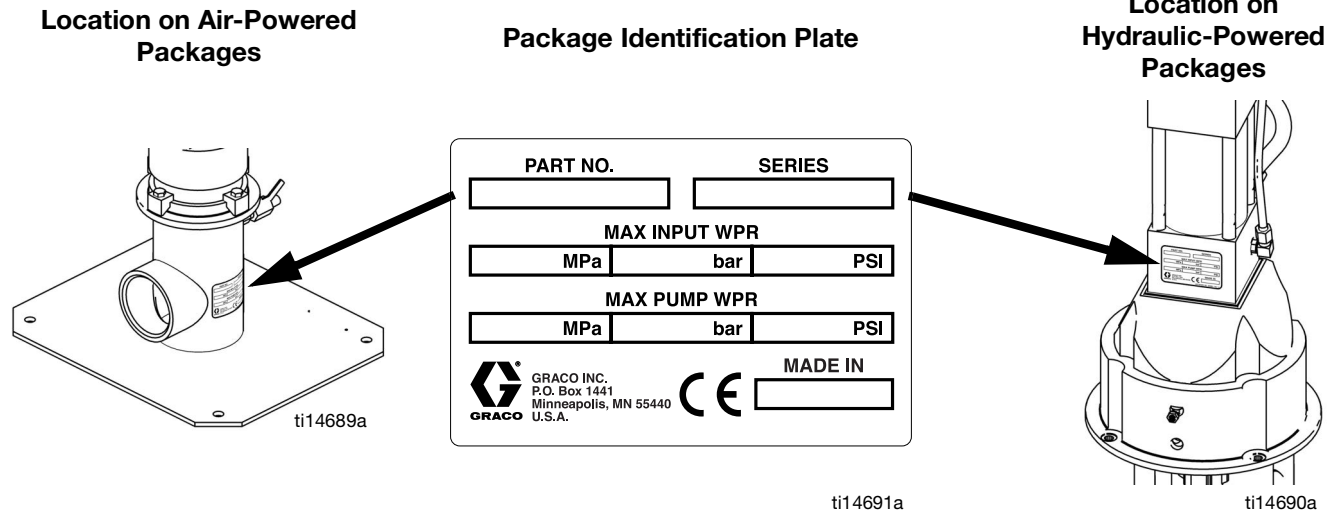 Location on Air-Powered
Packages
Package Identification Plate
Location on
Hydraulic-Powered
Packages
PART NO.
SERIES
MAX INPUT WPR
MPa
bar
PSI
MAX PUMP WPR
MPa
bar
PSI
GRACO
®
GRACO INC.
P.O. Box 1441
Minneapolis, MN 55440
U.S.A.
CE
MADE IN
ti14689a
ti14691a
ti14690a